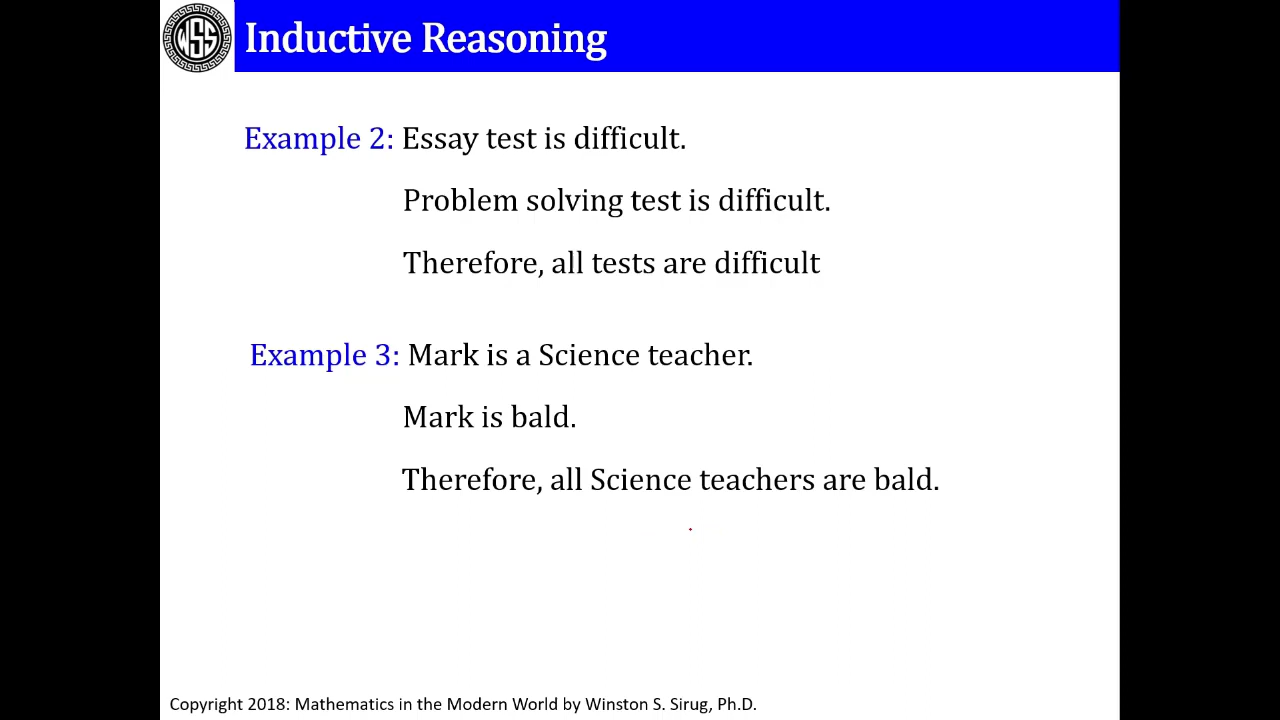 WSS
Inductive Reasoning
Example 2: Essay test is difficult.
Problem solving test is difficult.
Therefore, all tests are difficult
Example 3: Mark is a Science teacher.
Mark is bald.
Therefore, all Science teachers are bald.
Copyright 2018: Mathematics in the Modern World by Winston S. Sirug, Ph.D.